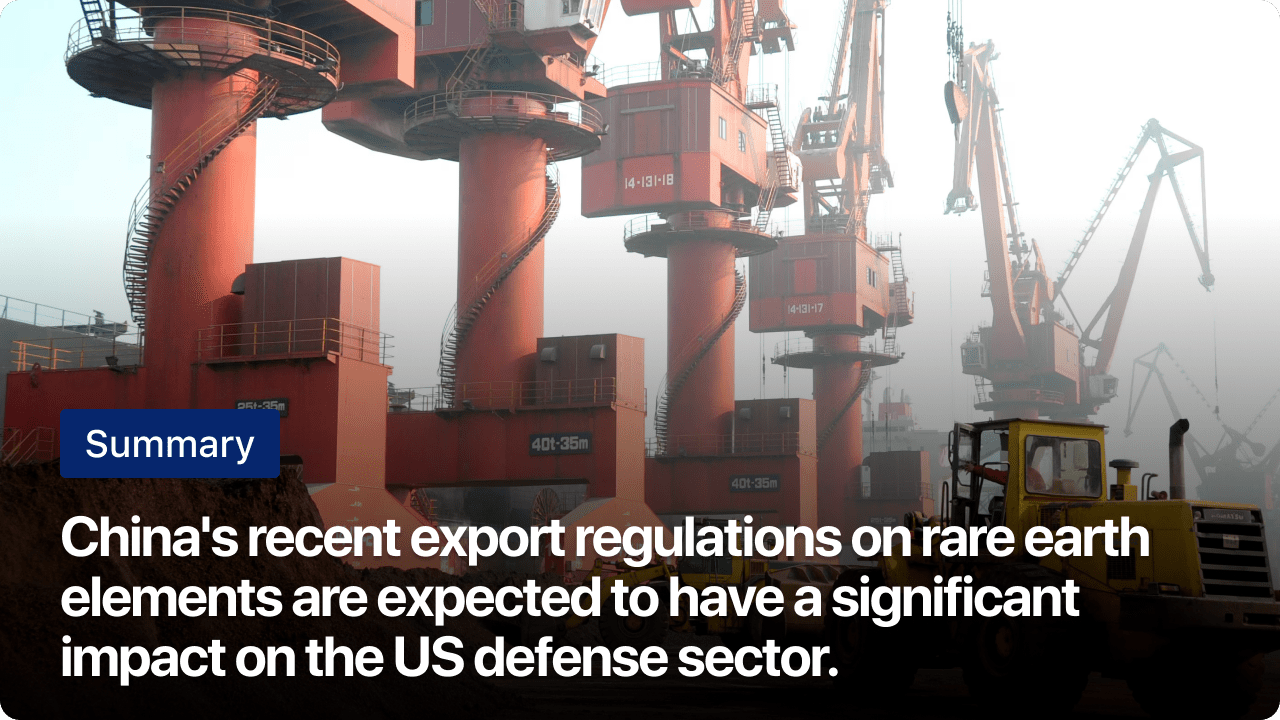 14-131-18
14-131-17
25t-35m
40t-35m
40t-35m
Summary
China's recent export regulations on rare earth
elements are expected to have a significant
impact on the US defense sector.